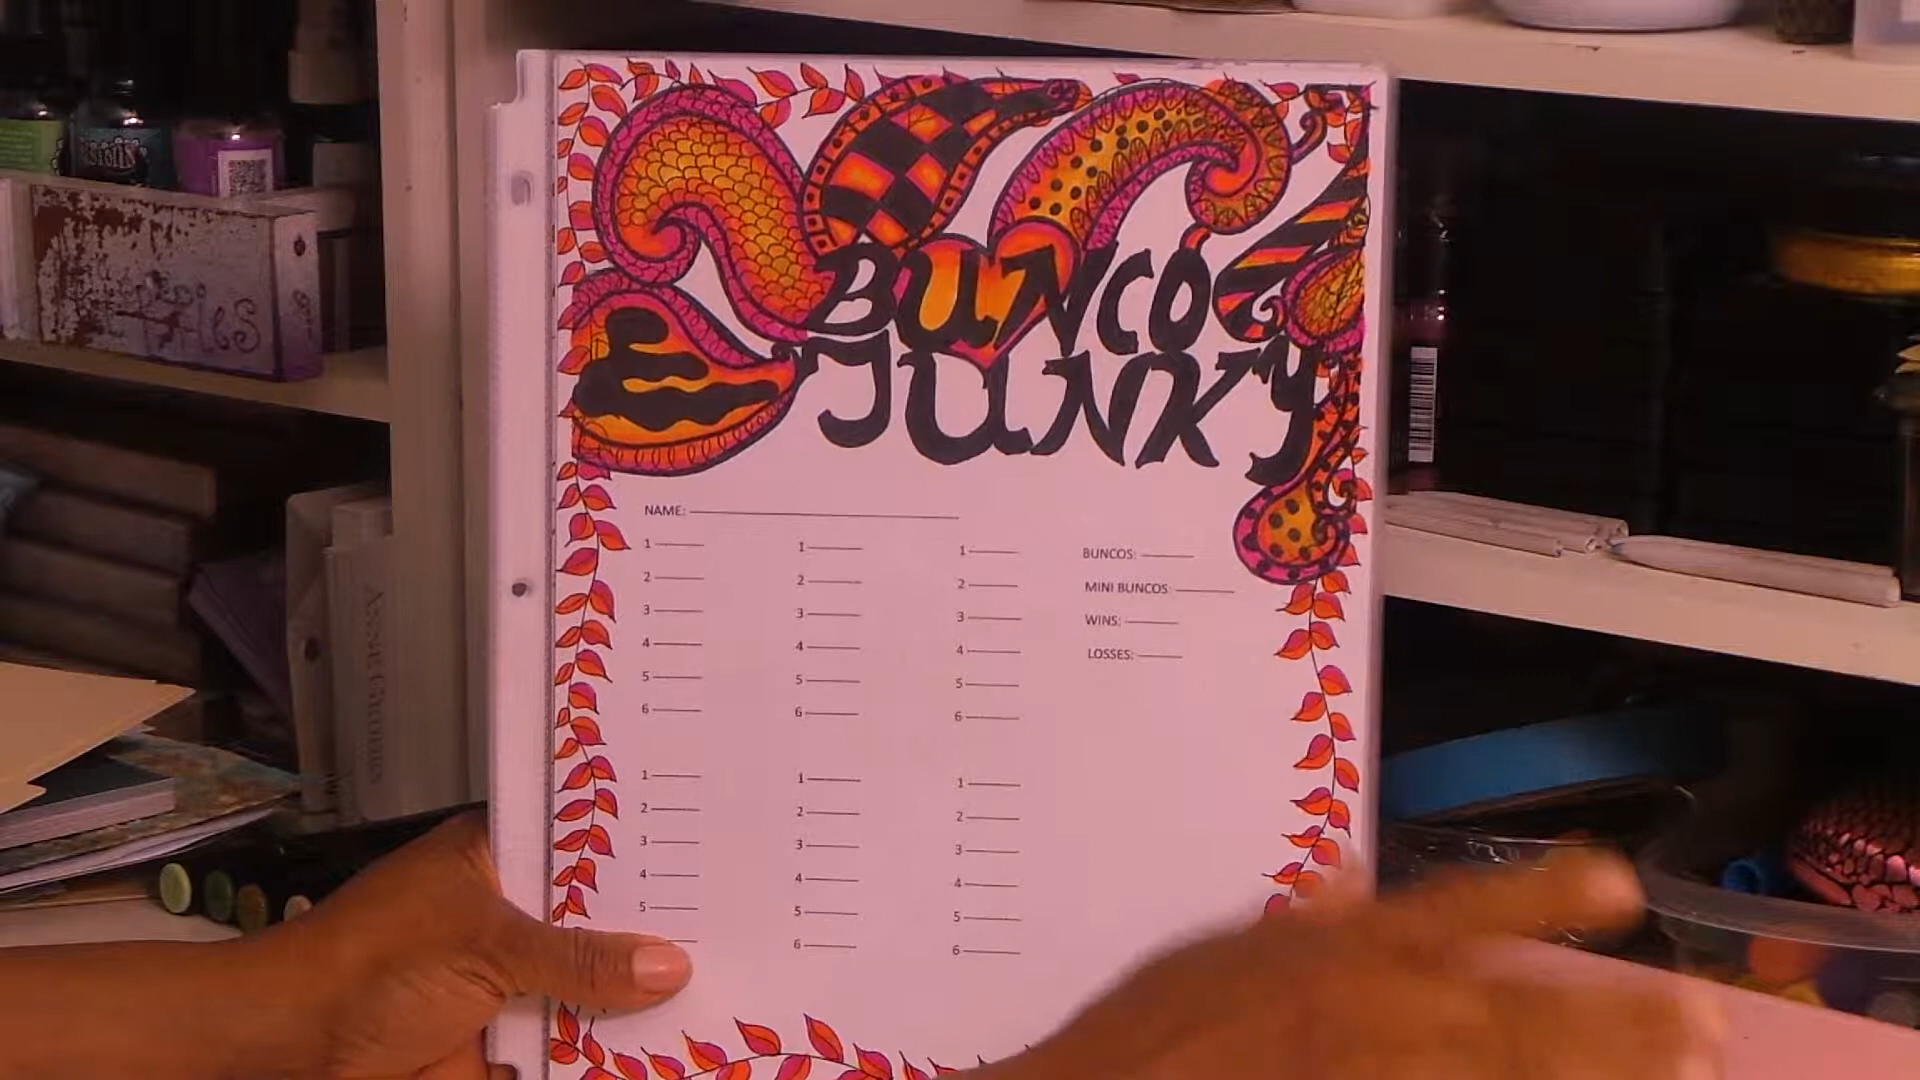 BUNCO
JUNKY
NAME:
1 1 1 BUNCOS:
2 2 2 MINI BUNCOS:
3 3 3 WINS:
4 4 4 LOSSES:
5 5 5
6 6 6
1 1 1
2 2 2
3 3 3
4 4 4
5 5 5
6 6